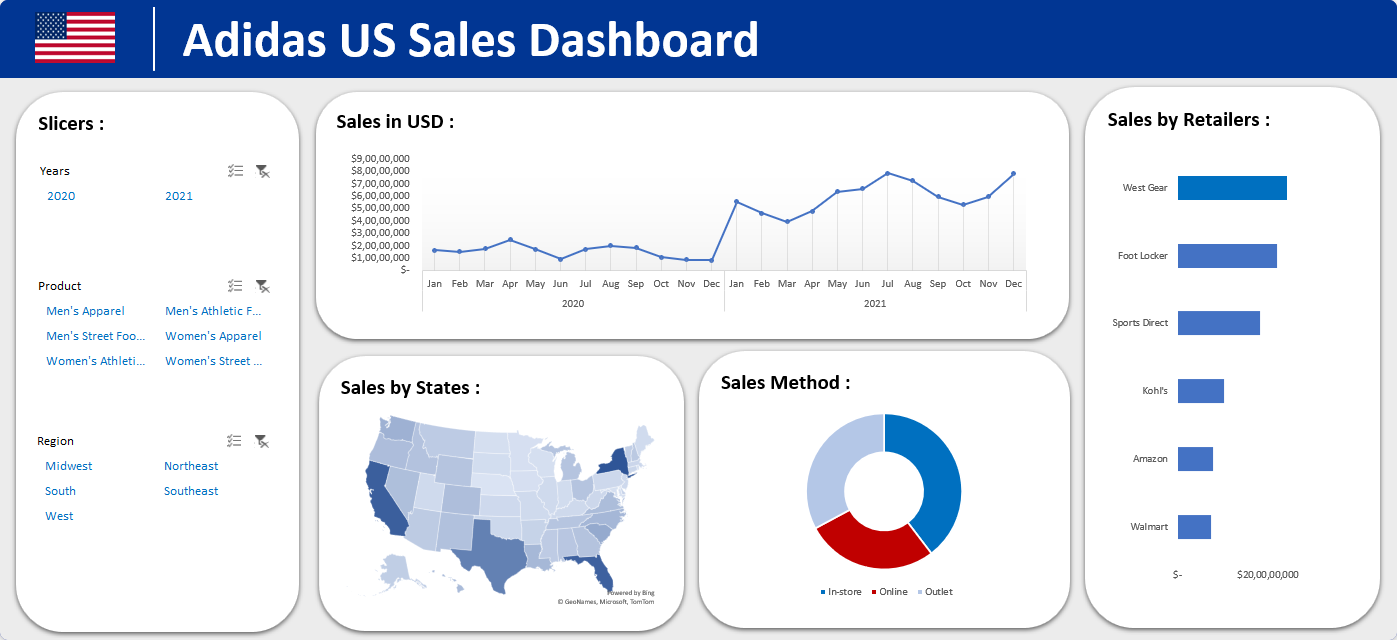 Adidas US Sales Dashboard
Slicers :
Years
2020 2021
Product
Men's Apparel Men's Athletic F...
Men's Street Foo... Women's Apparel
Women's Athleti... Women's Street ...
Region
Midwest Northeast
South Southeast
West
Sales in USD :
$9,00,00,000
$8,00,00,000
$7,00,00,000
$6,00,00,000
$5,00,00,000
$4,00,00,000
$3,00,00,000
$2,00,00,000
$1,00,00,000
$-
Jan Feb Mar Apr May Jun Jul Aug Sep Oct Nov Dec Jan Feb Mar Apr May Jun Jul Aug Sep Oct Nov Dec
2020 2021
Sales by States :
Powered by Bing
© GeoNames, Microsoft, TomTom
Sales Method :
In-store Online Outlet
Sales by Retailers :
West Gear
Foot Locker
Sports Direct
Kohl's
Amazon
Walmart
$- $20,00,00,000